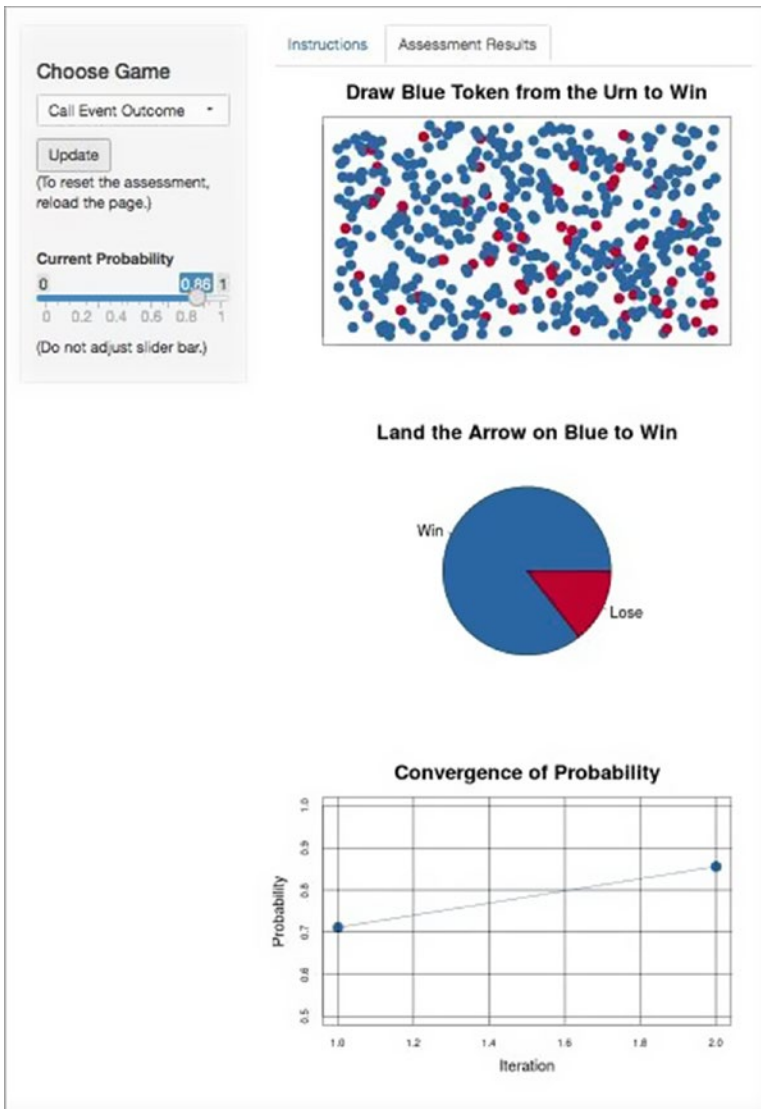 Choose Game
Call Event Outcome
Update
(To reset the assessment,
reload the page.)
Current Probability
0 0.86 1
0 0.2 0.4 0.6 0.8 1
(Do not adjust slider bar.)
Instructions Assessment Results
Draw Blue Token from the Urn to Win
Land the Arrow on Blue to Win
Win
Lose
Convergence of Probability
Probability
1.0
0.9
0.8
0.7
0.6
0.5
1.0 1.2 1.4 1.6 1.8 2.0
Iteration